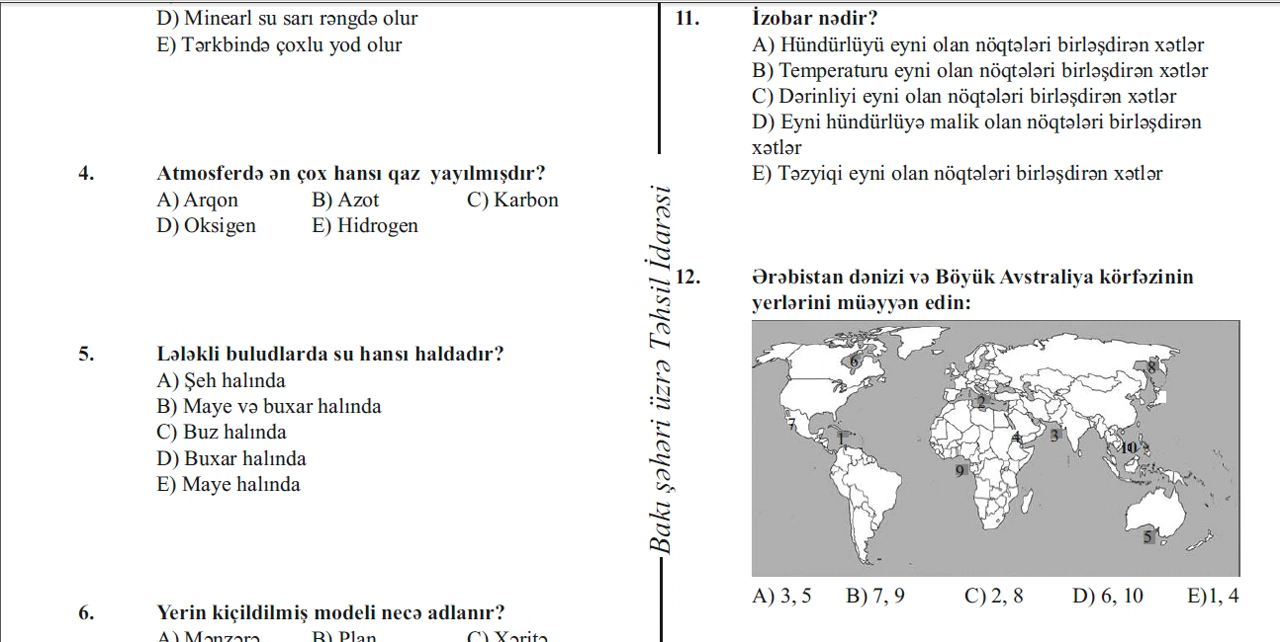 D) Minearl su sarı rəngdə olur
E) Tərkbində çoxlu yod olur
4. Atmosferdə ən çox hansı qaz yayılmışdır?
A) Arqon B) Azot C) Karbon
D) Oksigen E) Hidrogen
5. Lələkli buludlarda su hansı haldadır?
A) Şeh halında
B) Maye və buxar halında
C) Buz halında
D) Buxar halında
E) Maye halında
6. Yerin kiçildilmiş modeli necə adlanır?
A) Mənzərə B) Plan C) Xəritə
Bakı şəhəri üzrə Təhsil İdarəsi
11. İzobar nədir?
A) Hündürlüyü eyni olan nöqtələri birləşdirən xətlər
B) Temperaturu eyni olan nöqtələri birləşdirən xətlər
C) Dərinliyi eyni olan nöqtələri birləşdirən xətlər
D) Eyni hündürlüyə malik olan nöqtələri birləşdirən
xətlər
E) Təzyiqi eyni olan nöqtələri birləşdirən xətlər
12. Ərəbistan dənizi və Böyük Avstraliya körfəzinin
yerlərini müəyyən edin:
6
8
2
7
1
4
3
10
9
5
A) 3, 5 B) 7, 9 C) 2, 8 D) 6, 10 E)1, 4